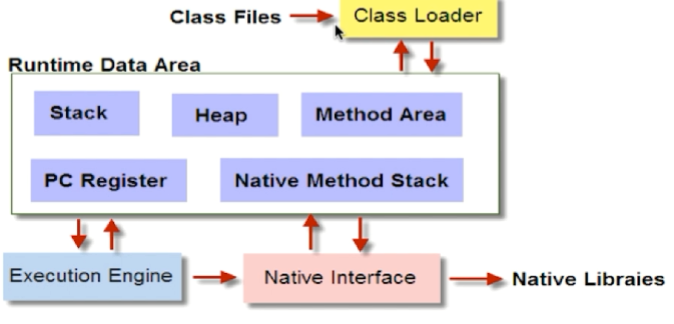 Class Files
Class Loader
Runtime Data Area
Stack
Heap
Method Area
PC Register
Native Method Stack
Execution Engine
Native Interface
Native Libraies